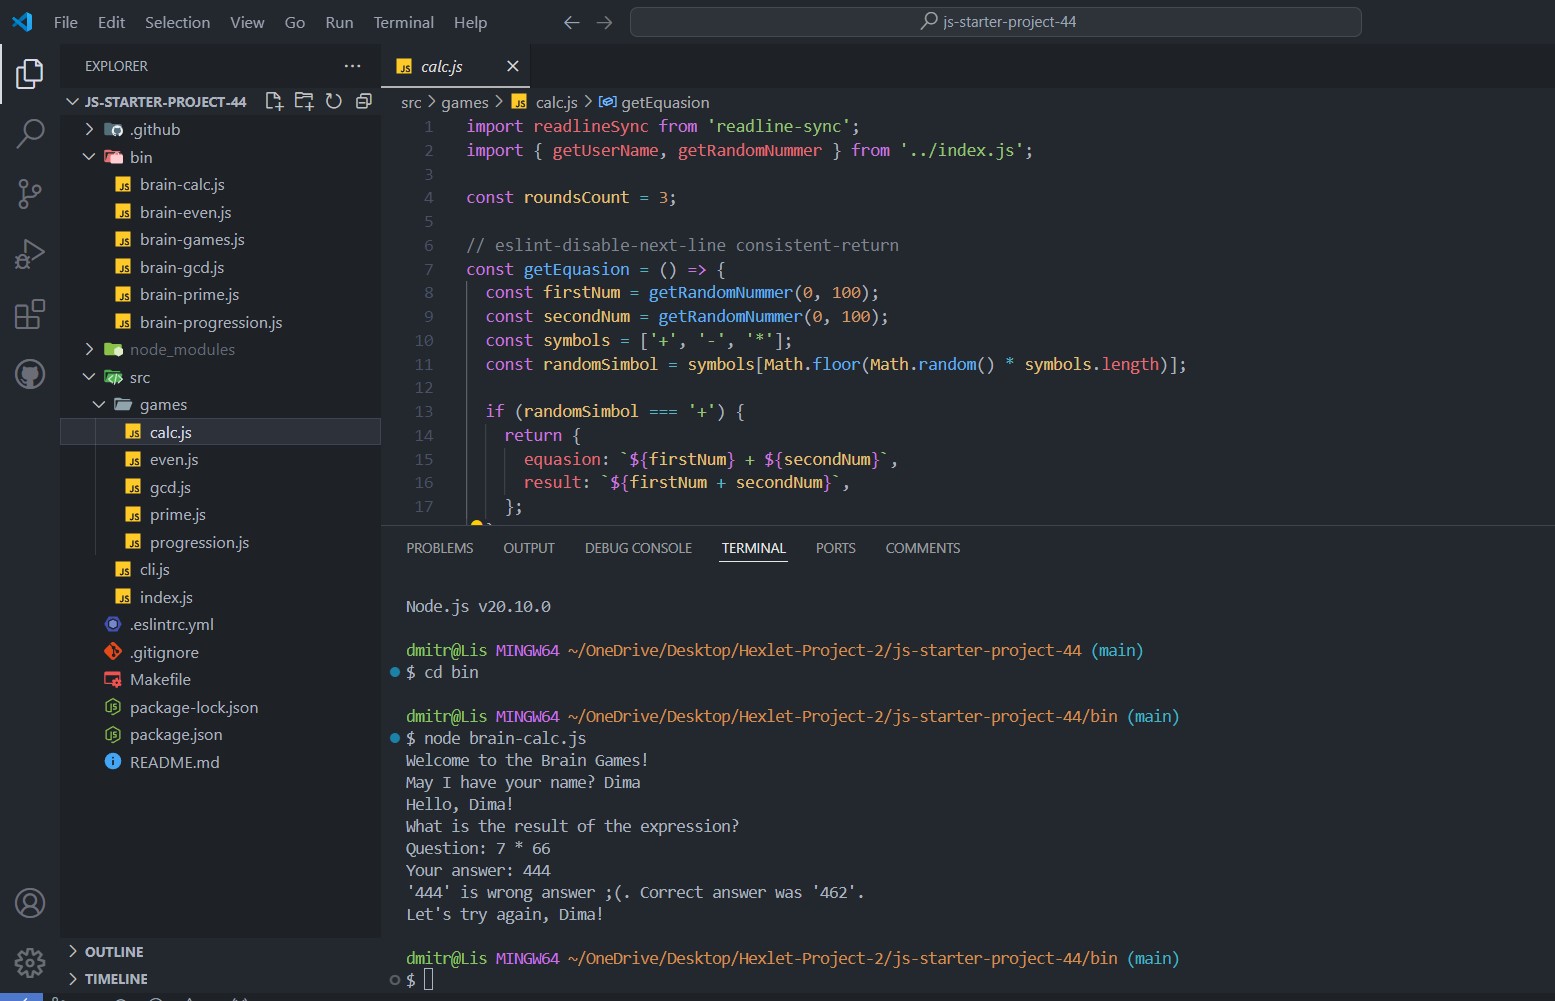 File Edit Selection View Go Run Terminal Help
js-starter-project-44
EXPLORER
JS-STARTER-PROJECT-44
.github
bin
brain-calc.js
brain-even.js
brain-games.js
brain-gcd.js
brain-prime.js
brain-progression.js
node_modules
src
games
calc.js
even.js
gcd.js
prime.js
progression.js
cli.js
index.js
.eslintrc.yml
.gitignore
Makefile
package-lock.json
package.json
README.md
OUTLINE
TIMELINE
JS calc.js
src > games > JS calc.js > getEquasion
1 import readlineSync from 'readline-sync';
2 import { getUserName, getRandomNummer } from '../index.js';
3
4 const roundsCount = 3;
5
6 // eslint-disable-next-line consistent-return
7 const getEquasion = () => {
8 const firstNum = getRandomNummer(0, 100);
9 const secondNum = getRandomNummer(0, 100);
10 const symbols = ['+', '-', '*'];
11 const randomSimbol = symbols[Math.floor(Math.random() * symbols.length)];
12
13 if (randomSimbol === '+') {
14 return {
15 equasion: `${firstNum} + ${secondNum}`,
16 result: `${firstNum + secondNum}`,
17 };
PROBLEMS OUTPUT DEBUG CONSOLE TERMINAL PORTS COMMENTS
Node.js v20.10.0
dmitr@Lis MINGW64 ~/OneDrive/Desktop/Hexlet-Project-2/js-starter-project-44 (main)
$ cd bin
dmitr@Lis MINGW64 ~/OneDrive/Desktop/Hexlet-Project-2/js-starter-project-44/bin (main)
$ node brain-calc.js
Welcome to the Brain Games!
May I have your name? Dima
Hello, Dima!
What is the result of the expression?
Question: 7 * 66
Your answer: 444
'444' is wrong answer ;(. Correct answer was '462'.
Let's try again, Dima!
dmitr@Lis MINGW64 ~/OneDrive/Desktop/Hexlet-Project-2/js-starter-project-44/bin (main)
$